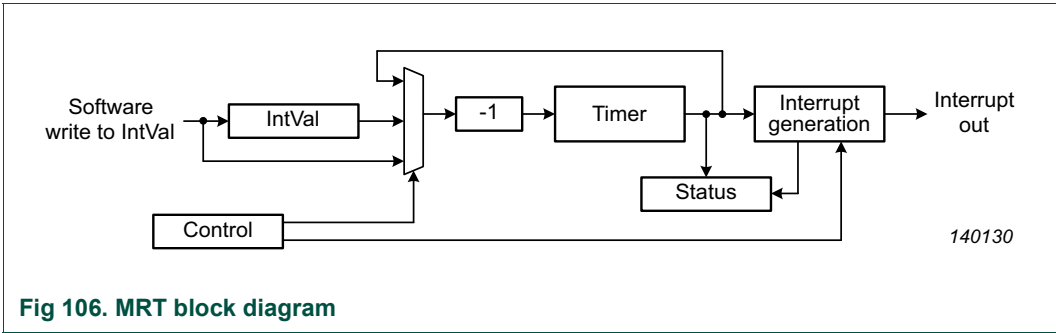 Software
write to IntVal
IntVal
-1
Timer
Interrupt
generation
Interrupt
out
Status
Control
140130
Fig 106. MRT block diagram